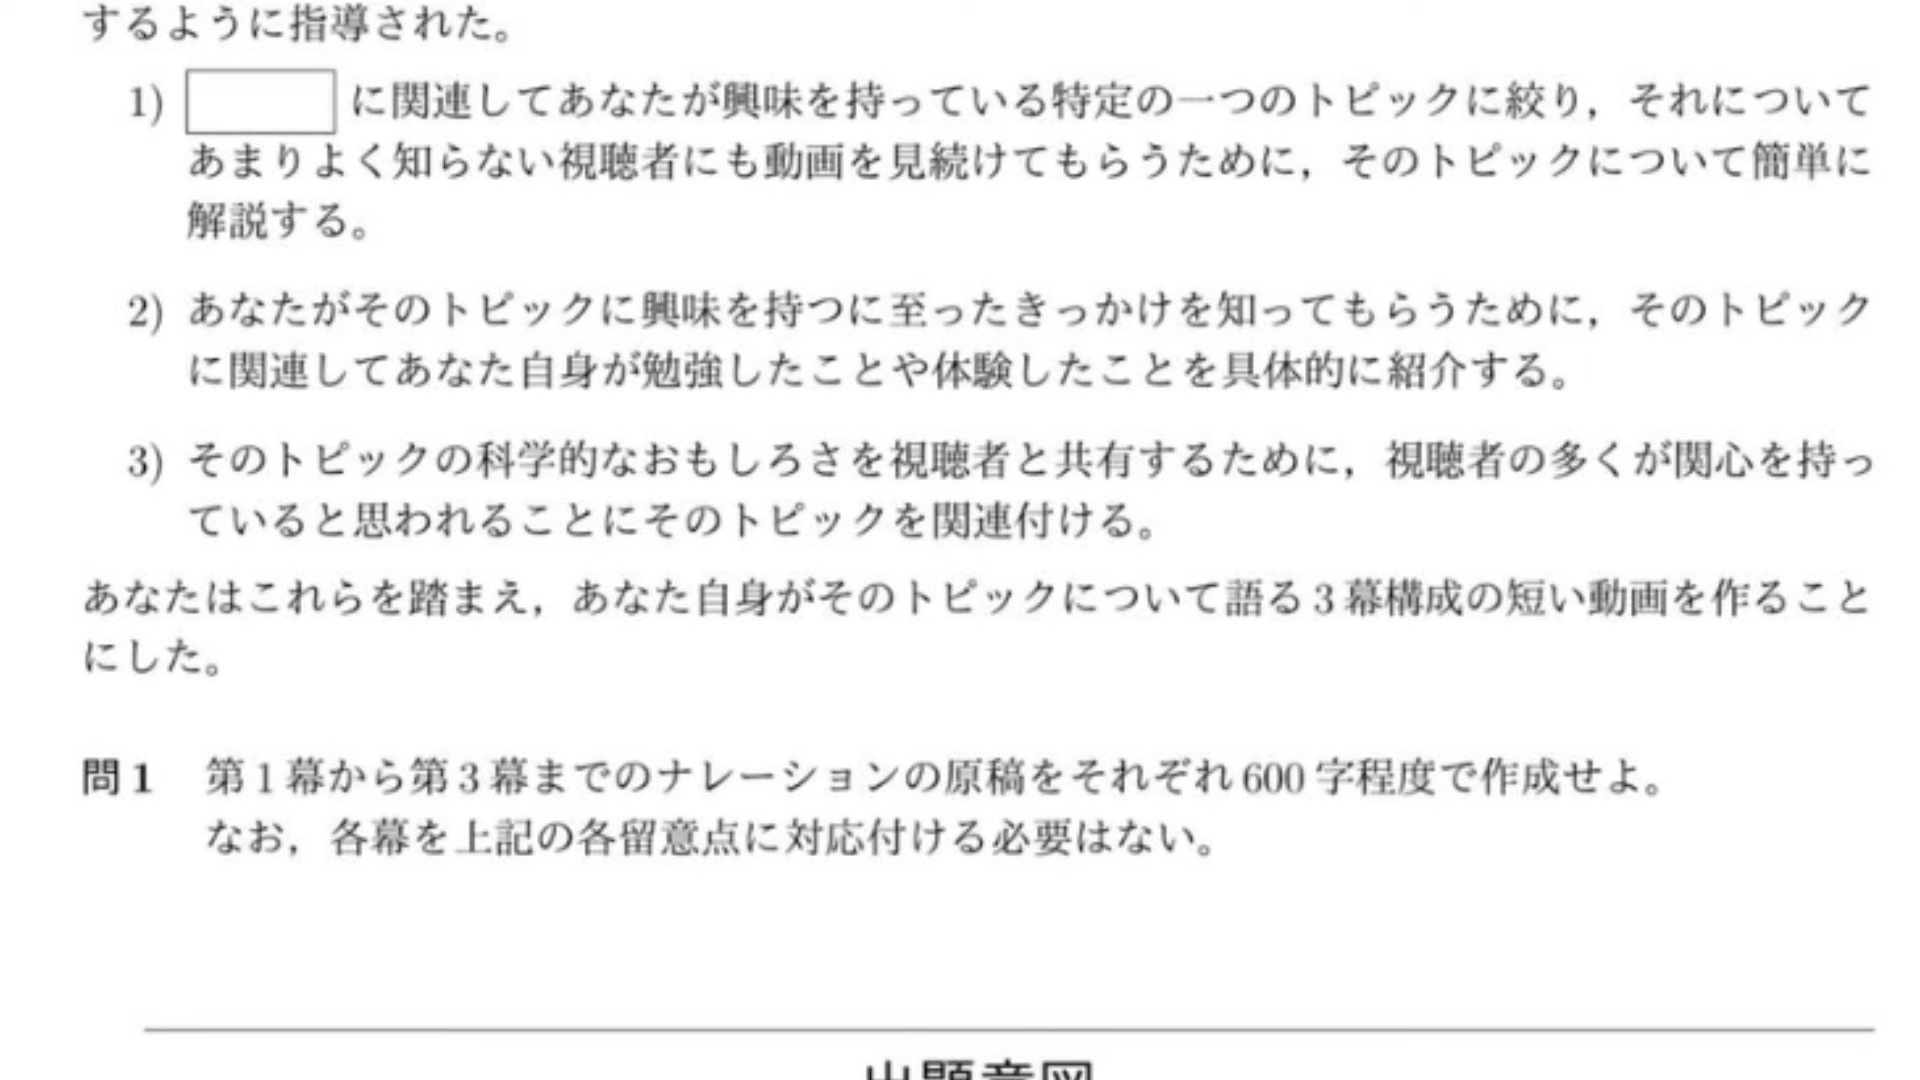 するように指導された。
1) に関連してあなたが興味を持っている特定の一つのトピックに絞り，それについて
あまりよく知らない視聴者にも動画を見続けてもらうために，そのトピックについて簡単に
解説する。
2) あなたがそのトピックに興味を持つに至ったきっかけを知ってもらうために，そのトピック
に関連してあなた自身が勉強したことや体験したことを具体的に紹介する。
3) そのトピックの科学的なおもしろさを視聴者と共有するために，視聴者の多くが関心を持っ
ていると思われることにそのトピックを関連付ける。
あなたはこれらを踏まえ，あなた自身がそのトピックについて語る3幕構成の短い動画を作ること
にした。
問1 第1幕から第3幕までのナレーションの原稿をそれぞれ600字程度で作成せよ。
なお，各幕を上記の各留意点に対応付ける必要はない。
出題意図